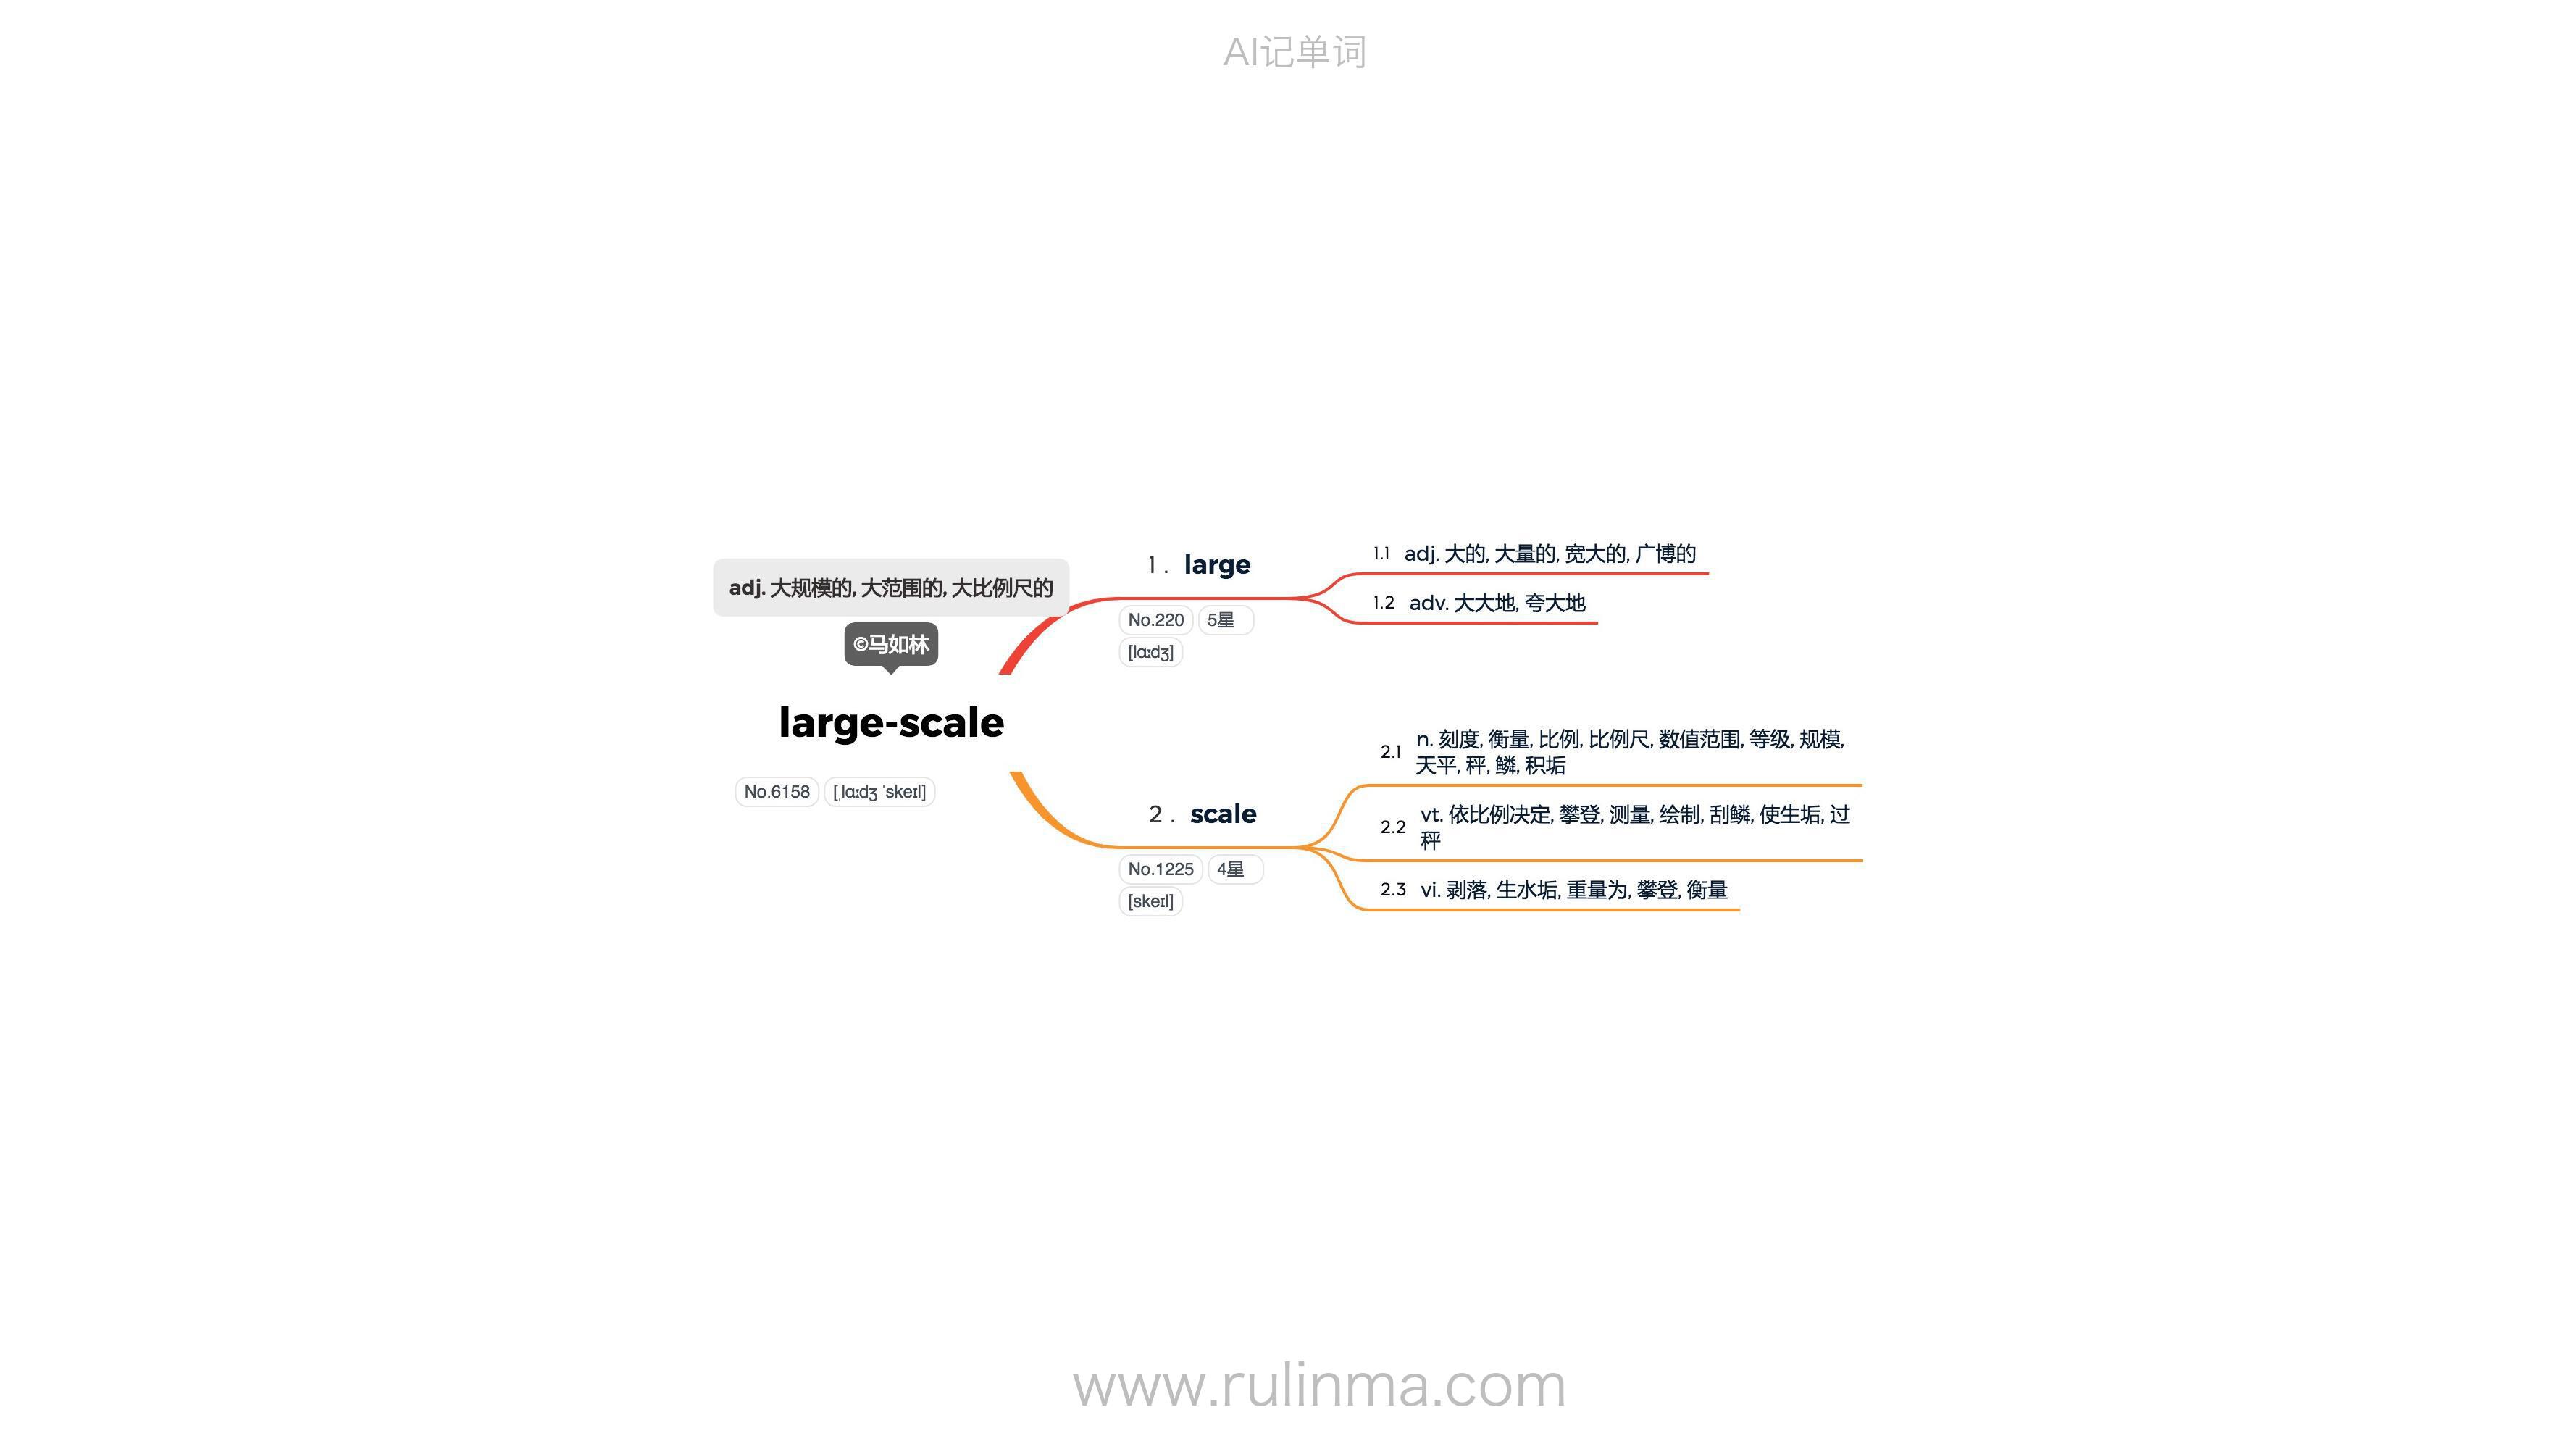 AI记单词
adj. 大规模的, 大范围的, 大比例尺的
©马如林
large-scale
No.6158 [ˌlɑːdʒ ˈskeɪl]
1 . large
No.220 5星
[lɑːdʒ]
1.1 adj. 大的, 大量的, 宽大的, 广博的
1.2 adv. 大大地, 夸大地
2 . scale
No.1225 4星
[skeɪl]
2.1 n. 刻度, 衡量, 比例, 比例尺, 数值范围, 等级, 规模,
天平, 秤, 鳞, 积垢
2.2 vt. 依比例决定, 攀登, 测量, 绘制, 刮鳞, 使生垢, 过
秤
2.3 vi. 剥落, 生水垢, 重量为, 攀登, 衡量
www.rulinma.com